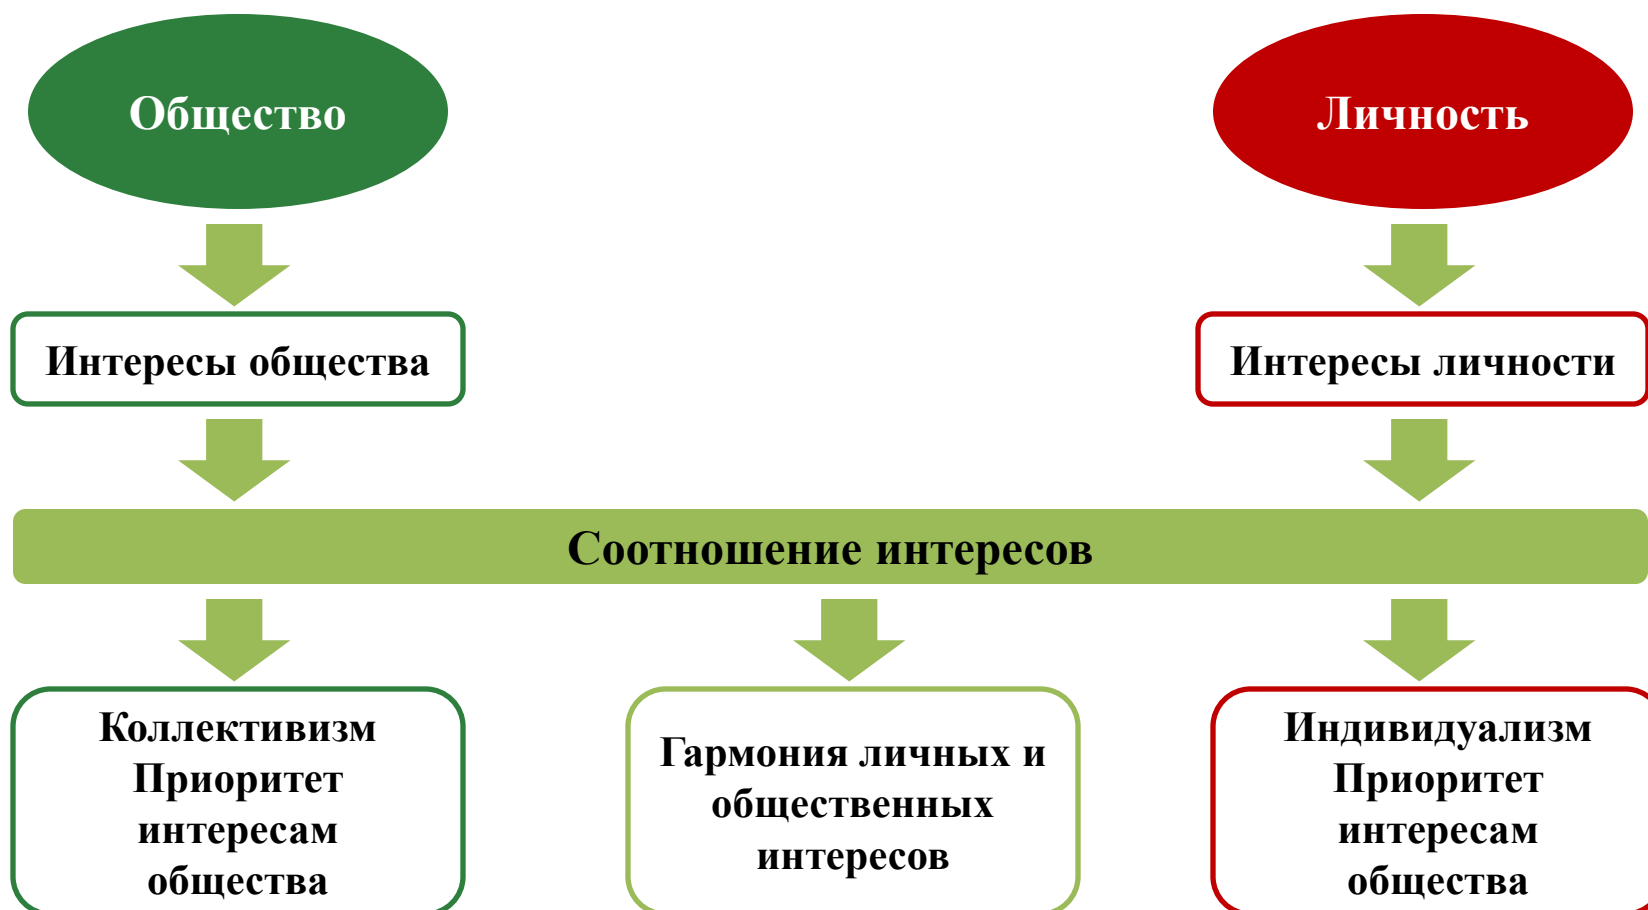 Общество
Личность
Интересы общества
Интересы личности
Соотношение интересов
Коллективизм
Приоритет
интересам
общества
Гармония личных и
общественных
интересов
Индивидуализм
Приоритет
интересам
общества